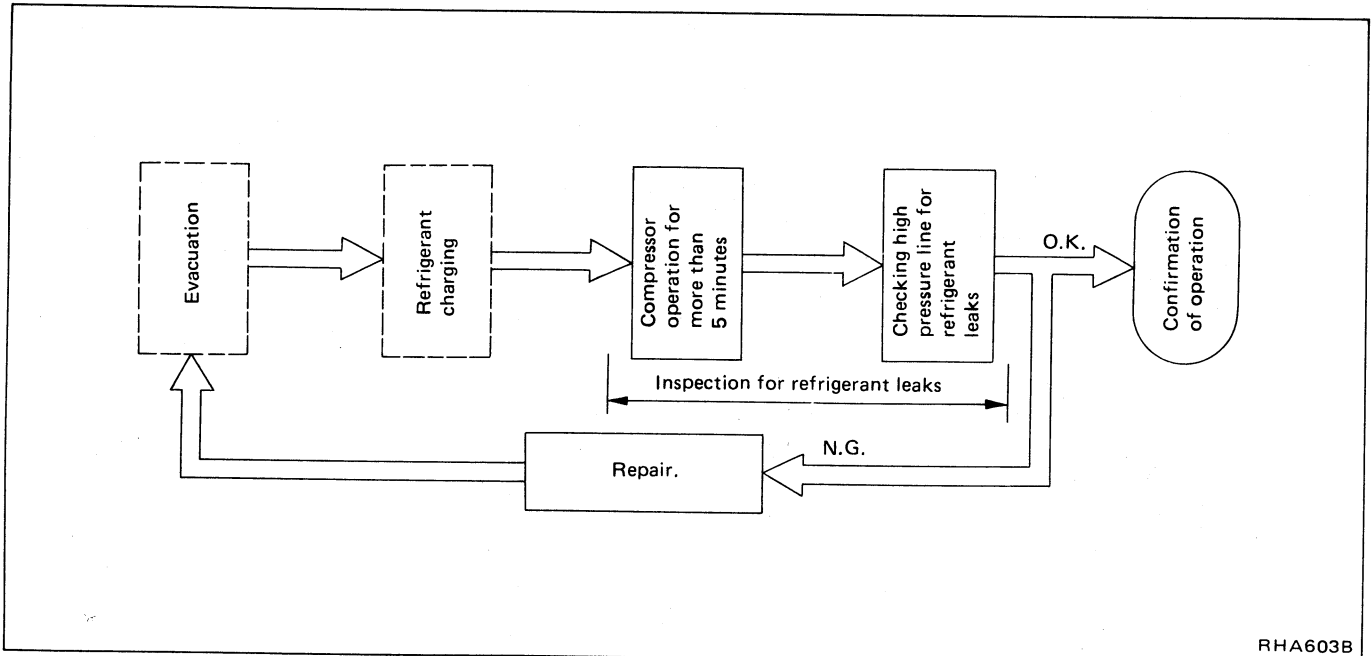 Evacuation
Refrigerant
charging
Compressor
operation for
more than
5 minutes
Checking high
pressure line for
refrigerant
leaks
O.K.
Confirmation
of operation
Inspection for refrigerant leaks
N.G.
Repair.
RHA603B